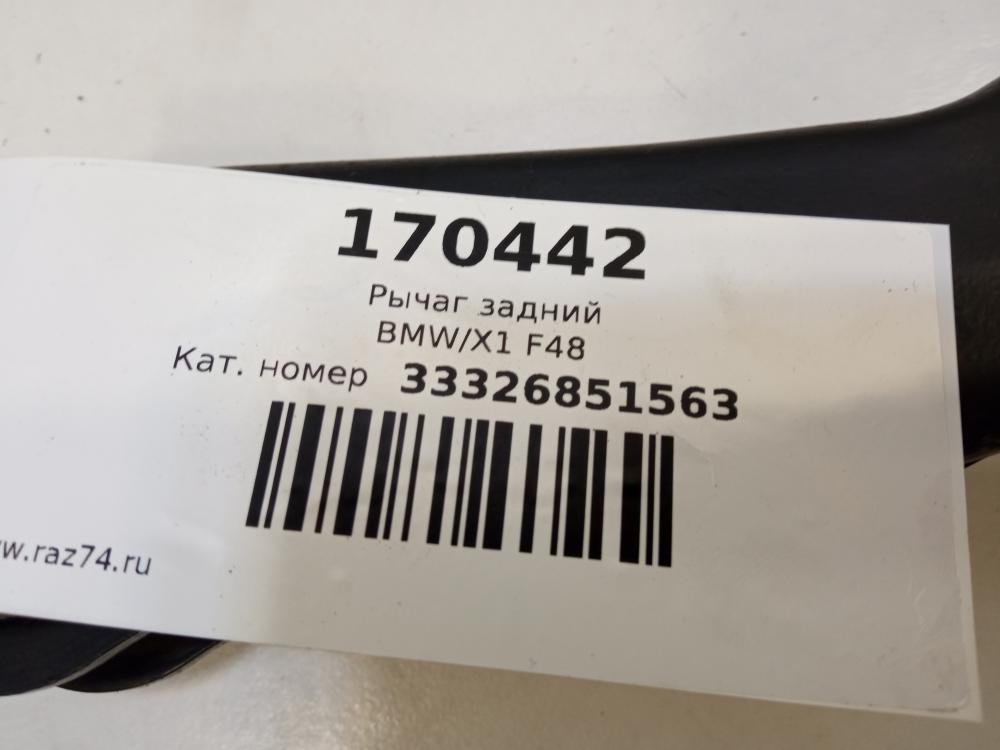 170442
Рычаг задний
BMW/X1 F48
Кат. номер 33326851563
w.raz74.ru